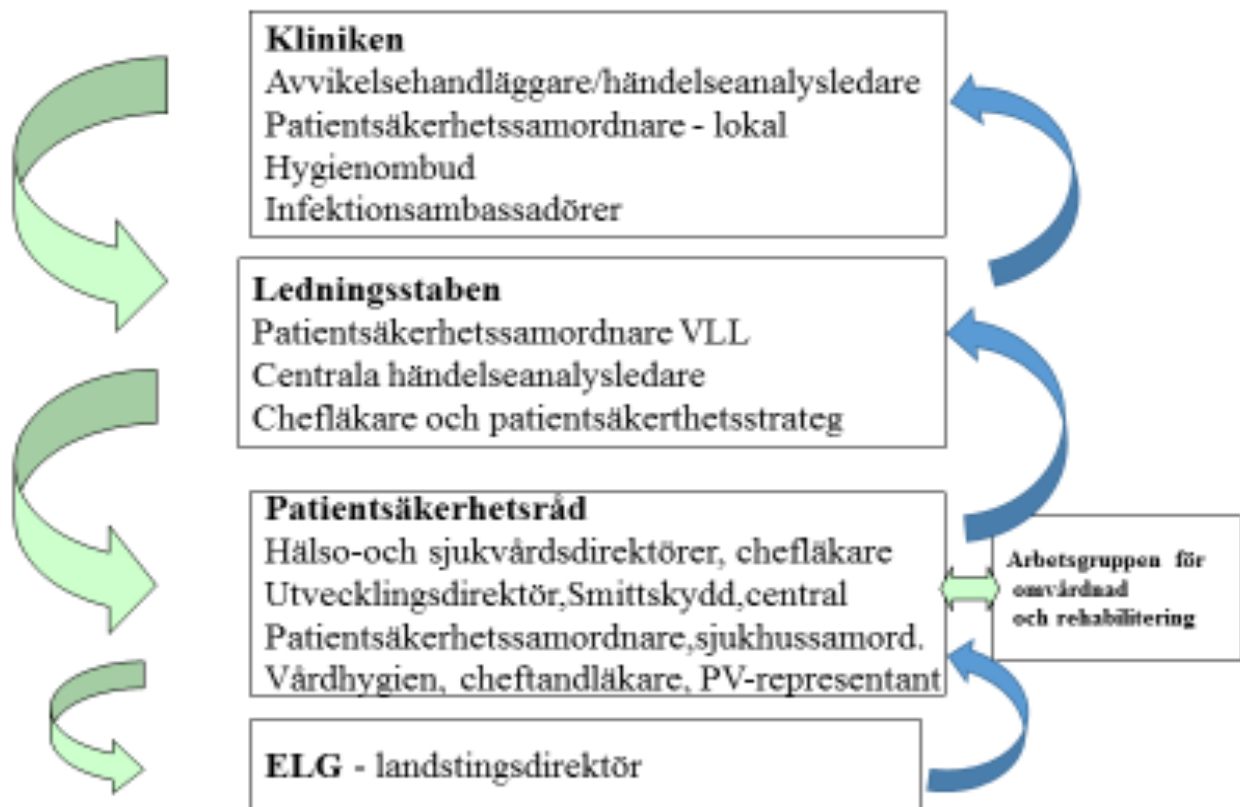 Kliniken
Avvikelsehandläggare/händelseanalysledare
Patientsäkerhetssamordnare - lokal
Hygienombud
Infektionsambassadörer
Ledningsstaben
Patientsäkerhetssamordnare VLL
Centrala händelseanalysledare
Chefläkare och patientsäkerthetsstrateg
Patientsäkerhetsråd
Hälso-och sjukvårdsdirektörer, chefläkare
Utvecklingsdirektör,Smittskydd,central
Patientsäkerhetssamordnare,sjukhussamord.
Vårdhygien, cheftandläkare, PV-representant
Arbetsgruppen för
omvårdnad
och rehabilitering
ELG - landstingsdirektör